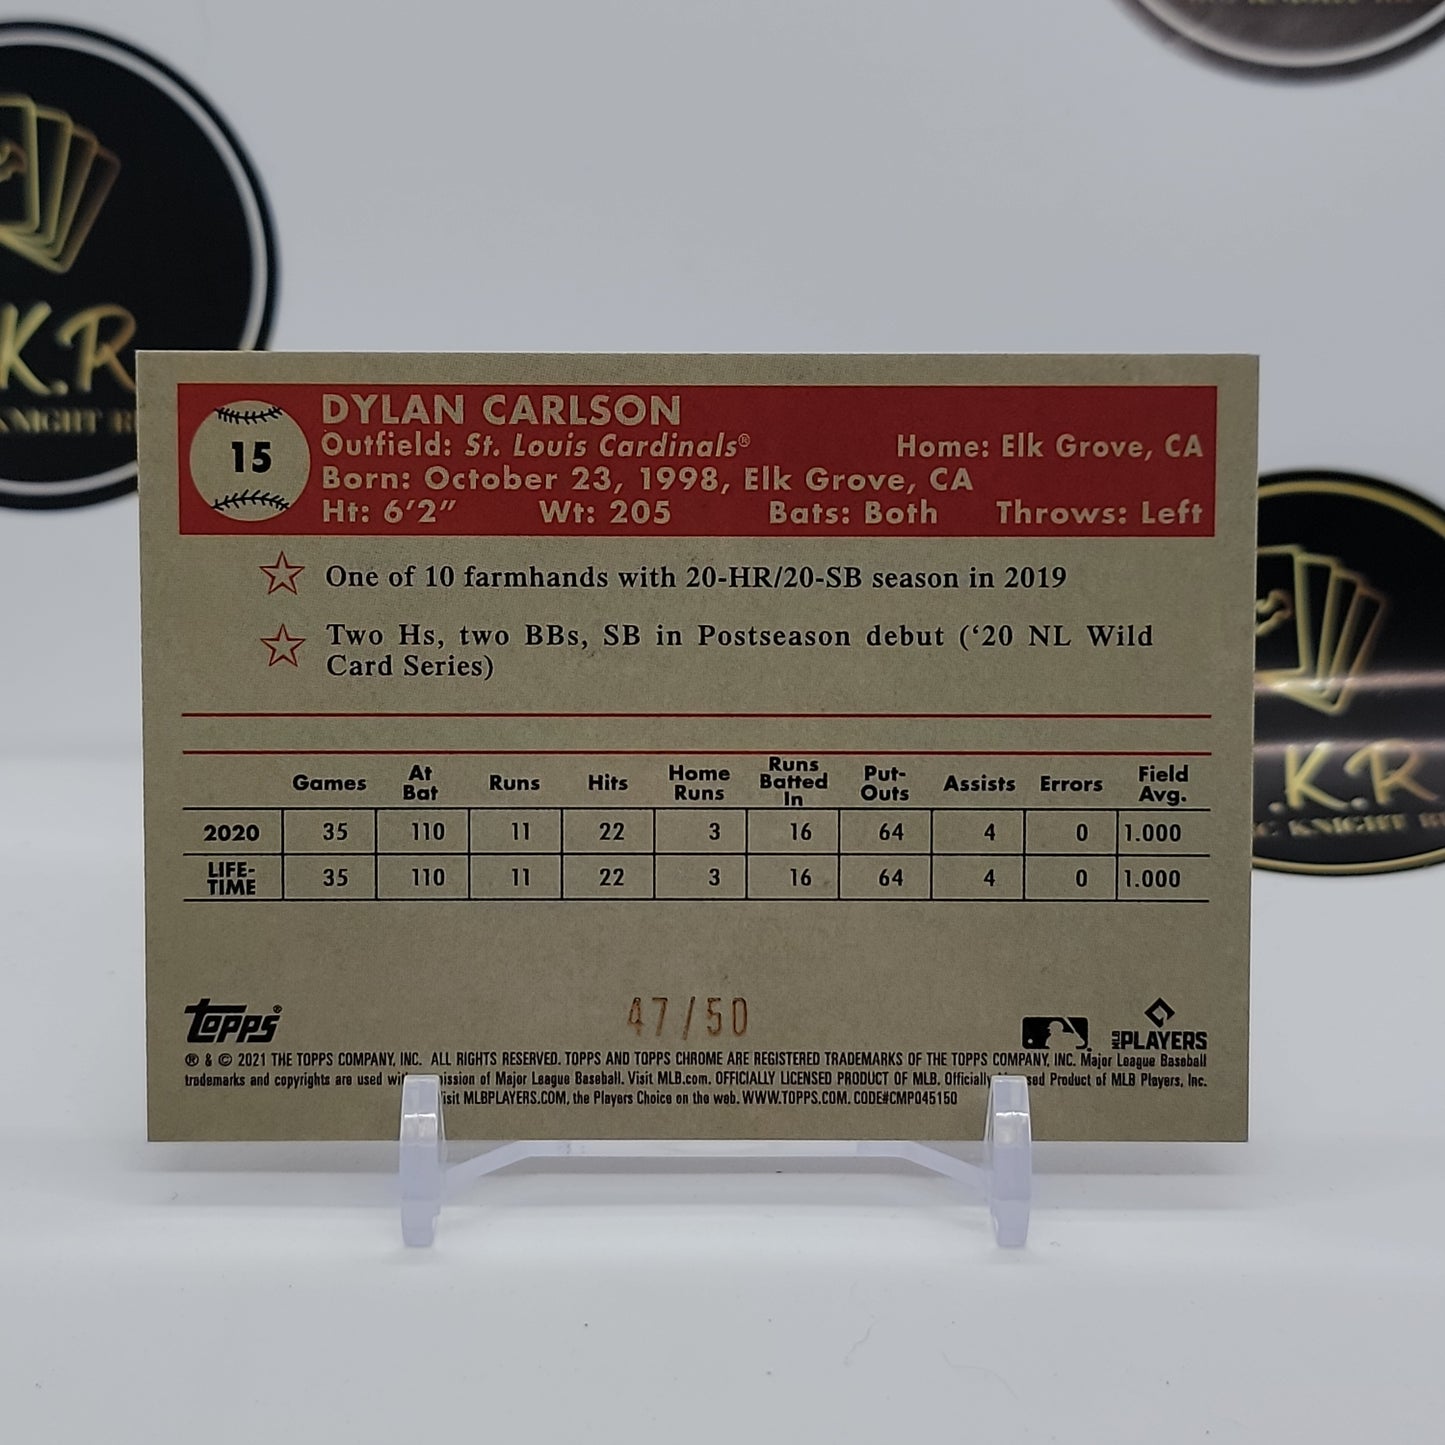 K.R
KNIGHT R
DYLAN CARLSON
15
Outfield: St. Louis Cardinals® Home: Elk Grove, CA
Born: October 23, 1998, Elk Grove, CA
Ht: 6’2” Wt: 205 Bats: Both Throws: Left
One of 10 farmhands with 20-HR/20-SB season in 2019
Two Hs, two BBs, SB in Postseason debut (‘20 NL Wild
Card Series)
Games At Bat Runs Hits Home Runs Runs Batted In Put-Outs Assists Errors Field Avg.
2020 35 110 11 22 3 16 64 4 0 1.000
LIFE-TIME 35 110 11 22 3 16 64 4 0 1.000
topps®
47/50
MLB PLAYERS
® & © 2021 THE TOPPS COMPANY, INC. ALL RIGHTS RESERVED. TOPPS AND TOPPS CHROME ARE REGISTERED TRADEMARKS OF THE TOPPS COMPANY, INC. Major League Baseball
trademarks and copyrights are used wi ission of Major League Baseball. Visit MLB.com. OFFICIALLY LICENSED PRODUCT OF MLB. Officially sed Product of MLB Players, Inc.
isit MLBPLAYERS.COM, the Players Choice on the web. WWW.TOPPS.COM. CODE#CMP045150
.K.R
C KNIGHT R